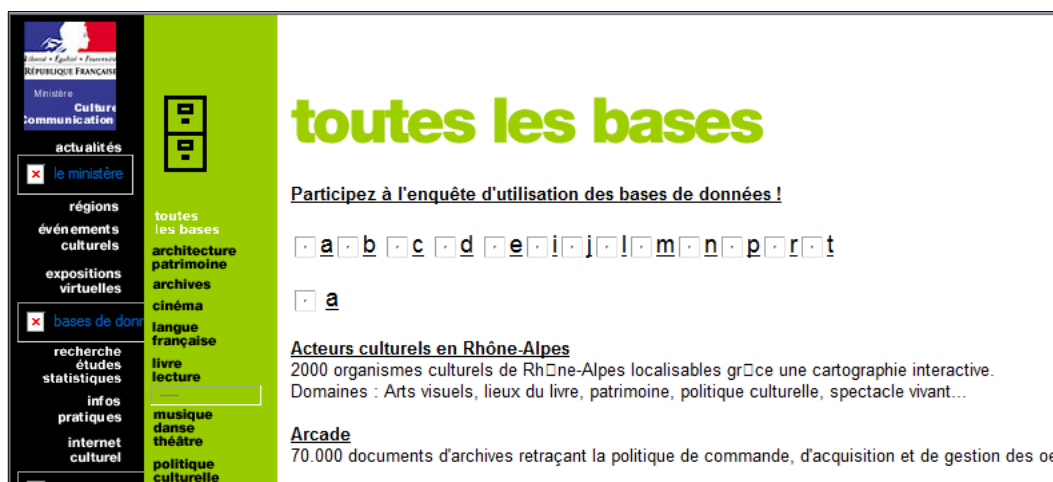 Liberté • Égalité • Fraternité
RÉPUBLIQUE FRANÇAISE
Ministère
Culture
Communication
actualités
le ministère
régions
événements
culturels
expositions
virtuelles
bases de donn
recherche
études
statistiques
infos
pratiques
internet
culturel
toutes
les bases
architecture
patrimoine
archives
cinéma
langue
française
livre
lecture
musique
danse
théâtre
politique
culturelle
toutes les bases
Participez à l'enquête d'utilisation des bases de données !
a b c d e i j l m n p r t
a
Acteurs culturels en Rhône-Alpes
2000 organismes culturels de Rh□ne-Alpes localisables gr□ce une cartographie interactive.
Domaines : Arts visuels, lieux du livre, patrimoine, politique culturelle, spectacle vivant...
Arcade
70.000 documents d'archives retraçant la politique de commande, d'acquisition et de gestion des oe